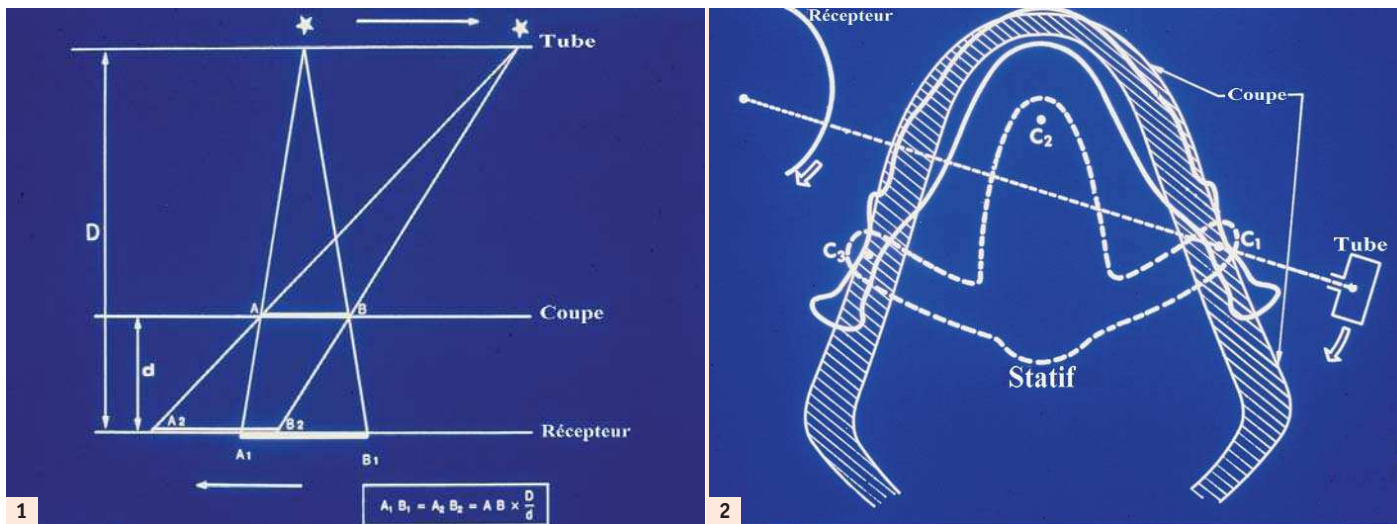 Tube
D
A
B
Coupe
d
A2
B2
Récepteur
A1
B1
A1 B1 = A2 B2 = A B × D/d
1
Récepteur
Coupe
C2
C3
C1
Tube
Statif
2